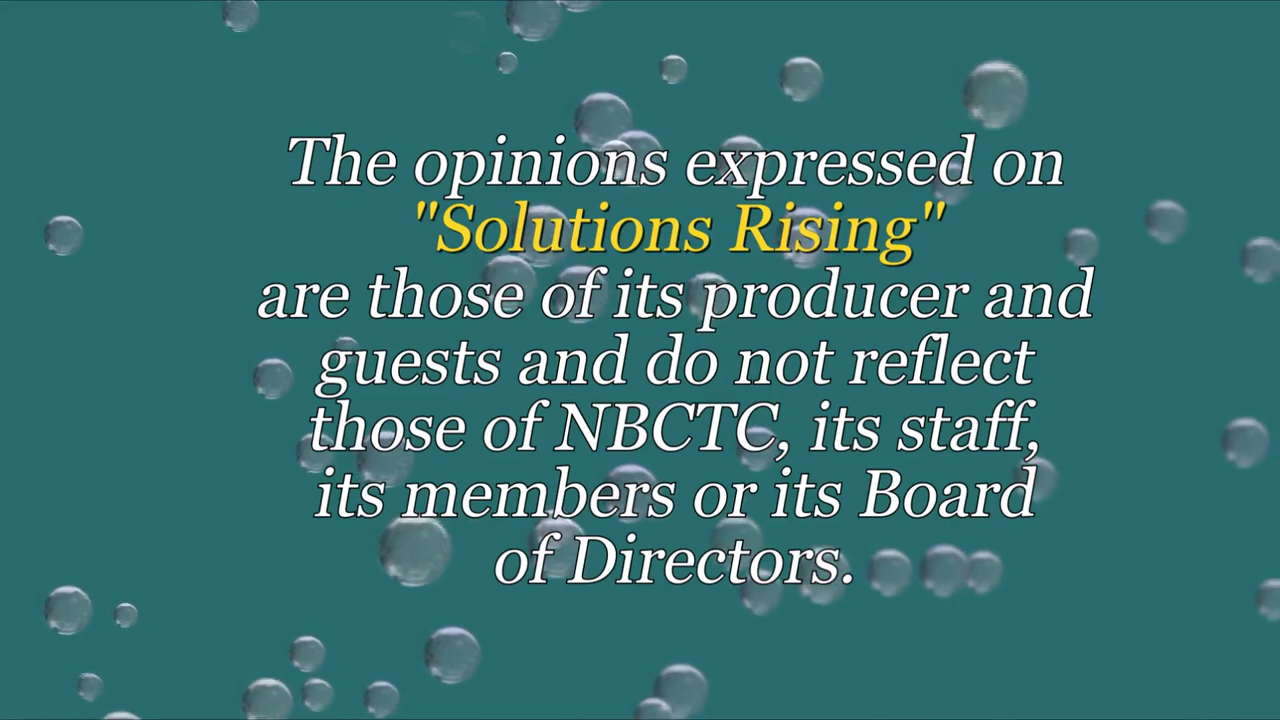 The opinions expressed on
"Solutions Rising"
are those of its producer and
guests and do not reflect
those of NBCTC, its staff,
its members or its Board
of Directors.